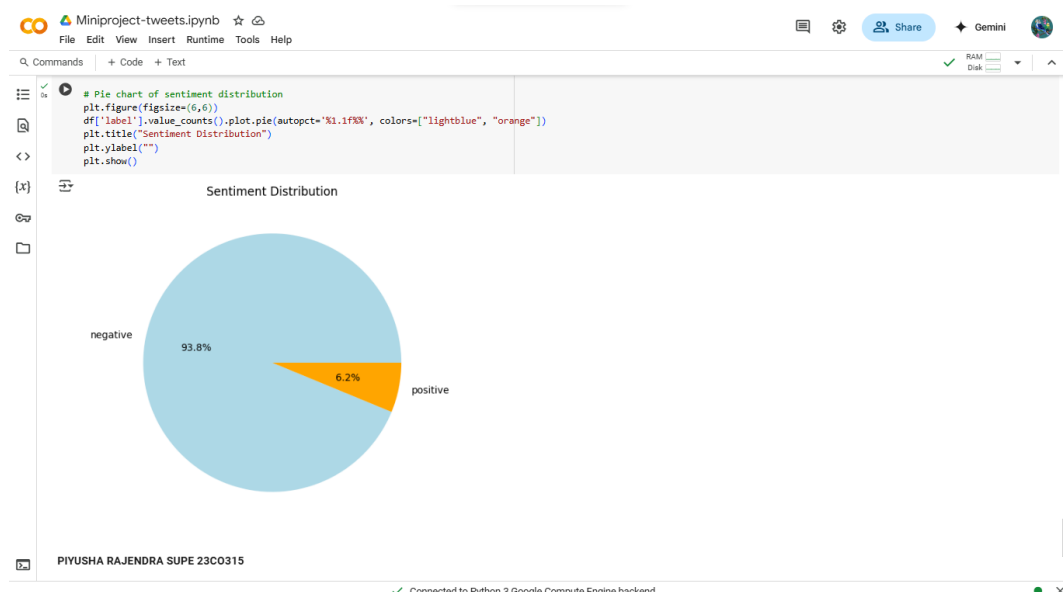 Miniproject-tweets.ipynb
File Edit View Insert Runtime Tools Help
Share
Gemini
Commands + Code + Text
RAM
Disk
0s
# Pie chart of sentiment distribution
plt.figure(figsize=(6,6))
df['label'].value_counts().plot.pie(autopct='%1.1f%%', colors=["lightblue", "orange"])
plt.title("Sentiment Distribution")
plt.ylabel("")
plt.show()
{x}
Sentiment Distribution
negative
93.8%
6.2%
positive
PIYUSHA RAJENDRA SUPE 23CO315
Connected to Python 3 Google Compute Engine backend